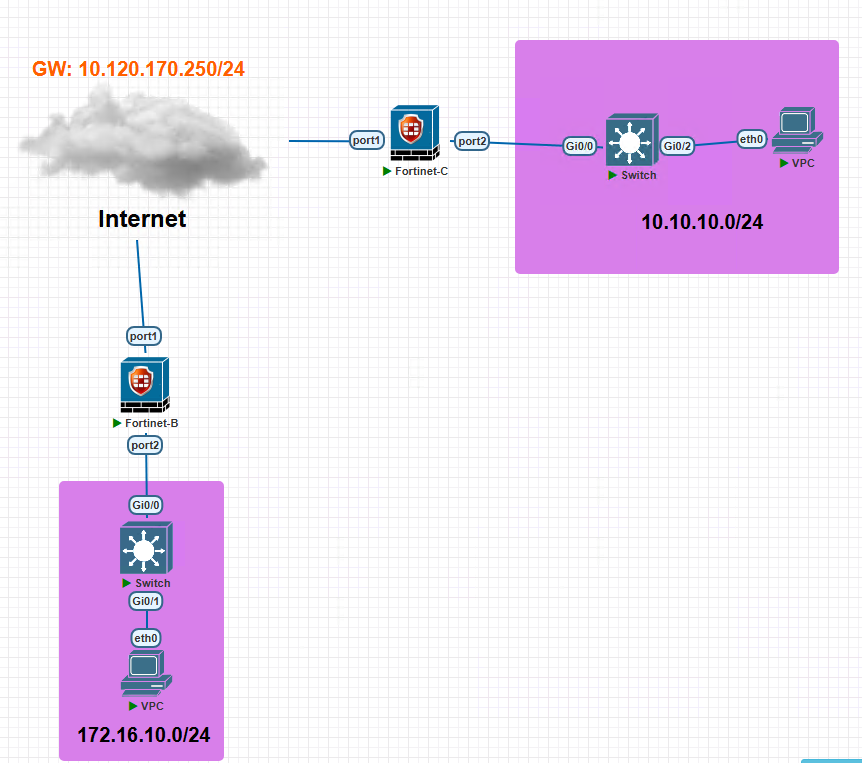 GW: 10.120.170.250/24
Internet
port1
Fortinet-C
port2
Gi0/0
Switch
Gi0/2
eth0
VPC
10.10.10.0/24
port1
Fortinet-B
port2
Gi0/0
Switch
Gi0/1
eth0
VPC
172.16.10.0/24